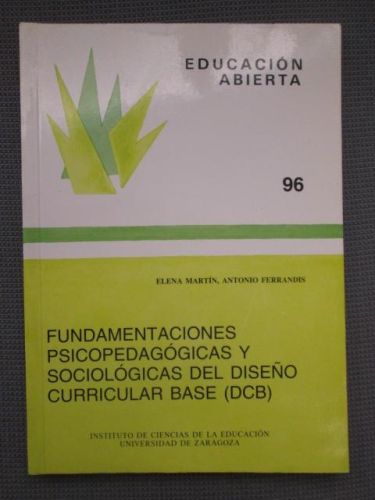 EDUCACIÓN
ABIERTA
96
ELENA MARTÍN, ANTONIO FERRANDIS
FUNDAMENTACIONES
PSICOPEDAGÓGICAS Y
SOCIOLÓGICAS DEL DISEÑO
CURRICULAR BASE (DCB)
INSTITUTO DE CIENCIAS DE LA EDUCACIÓN
UNIVERSIDAD DE ZARAGOZA